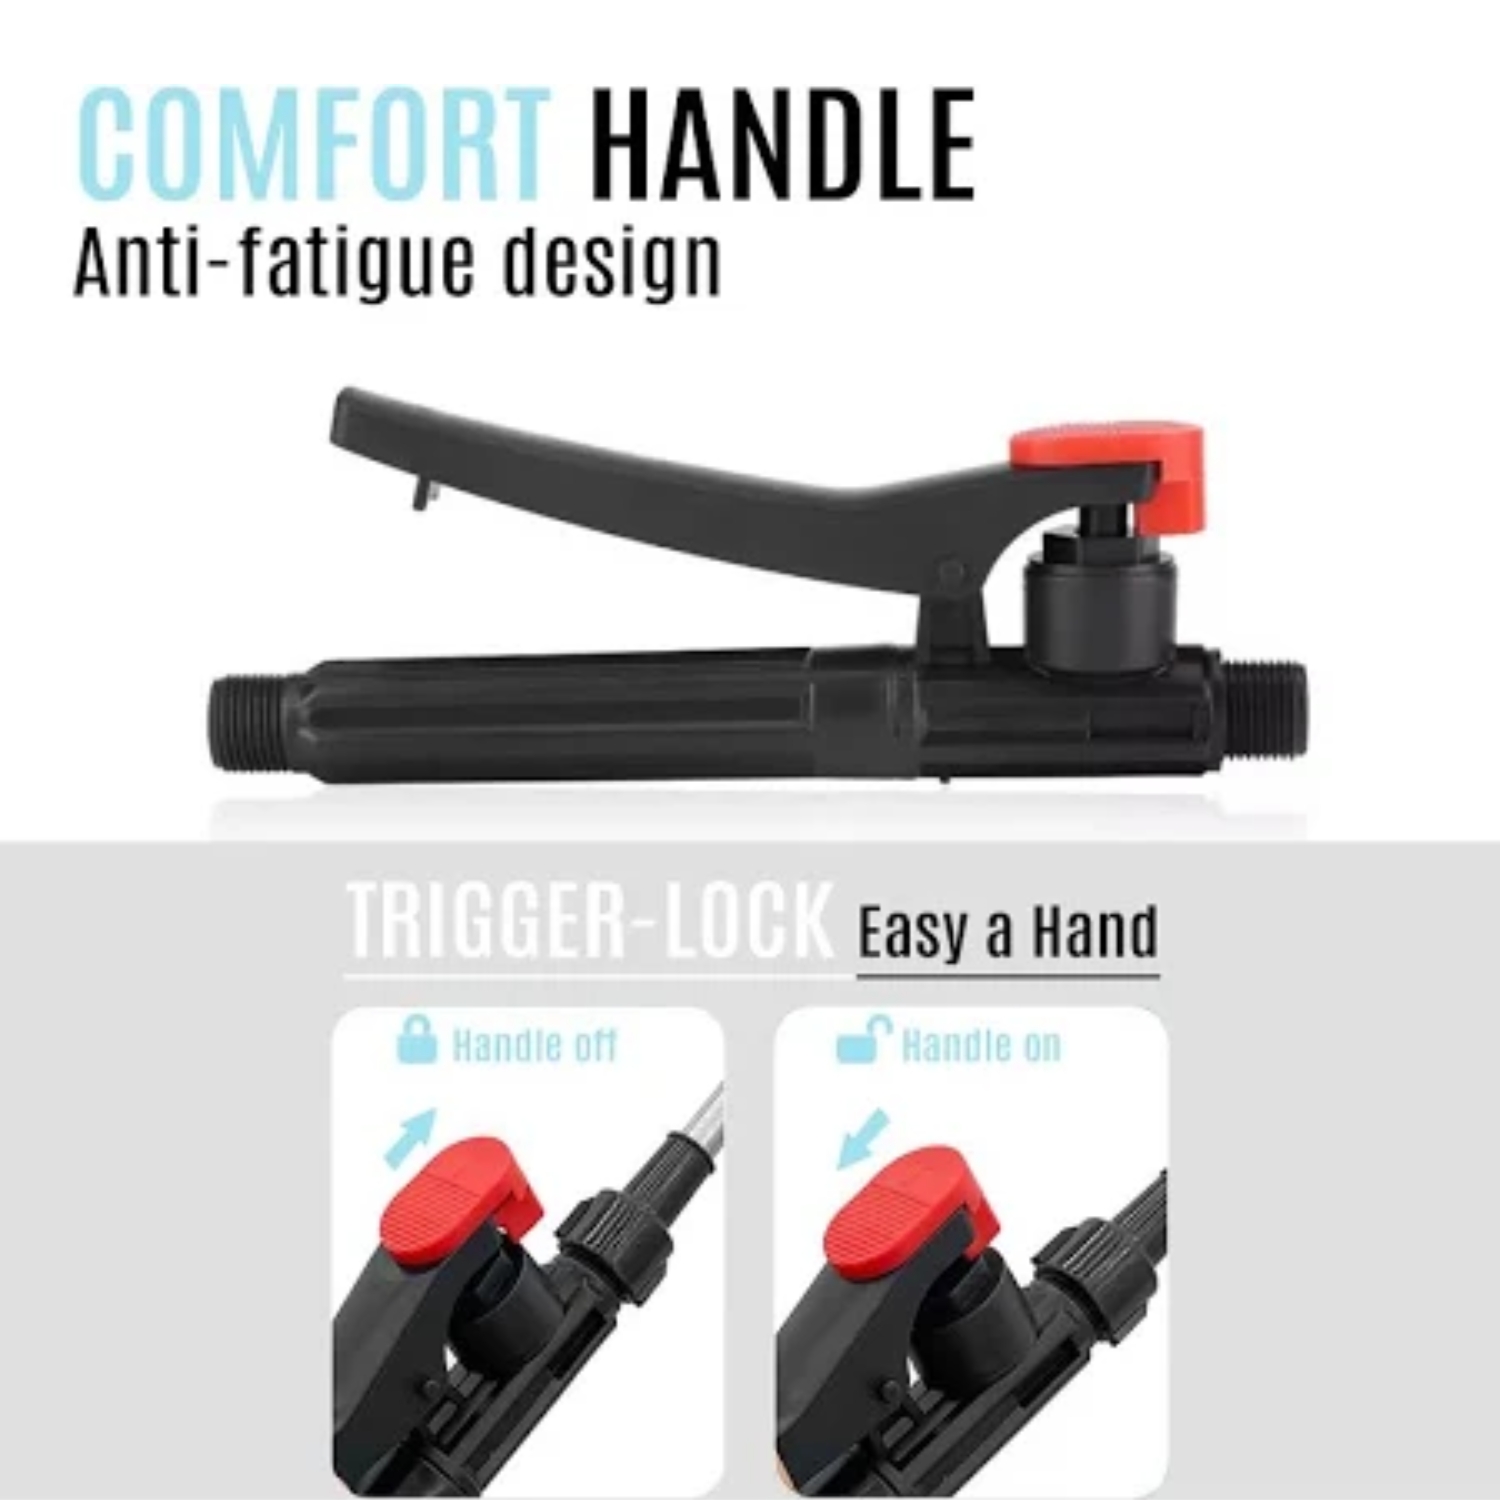 COMFORT HANDLE
Anti-fatigue design
TRIGGER-LOCK Easy a Hand
Handle off
Handle on